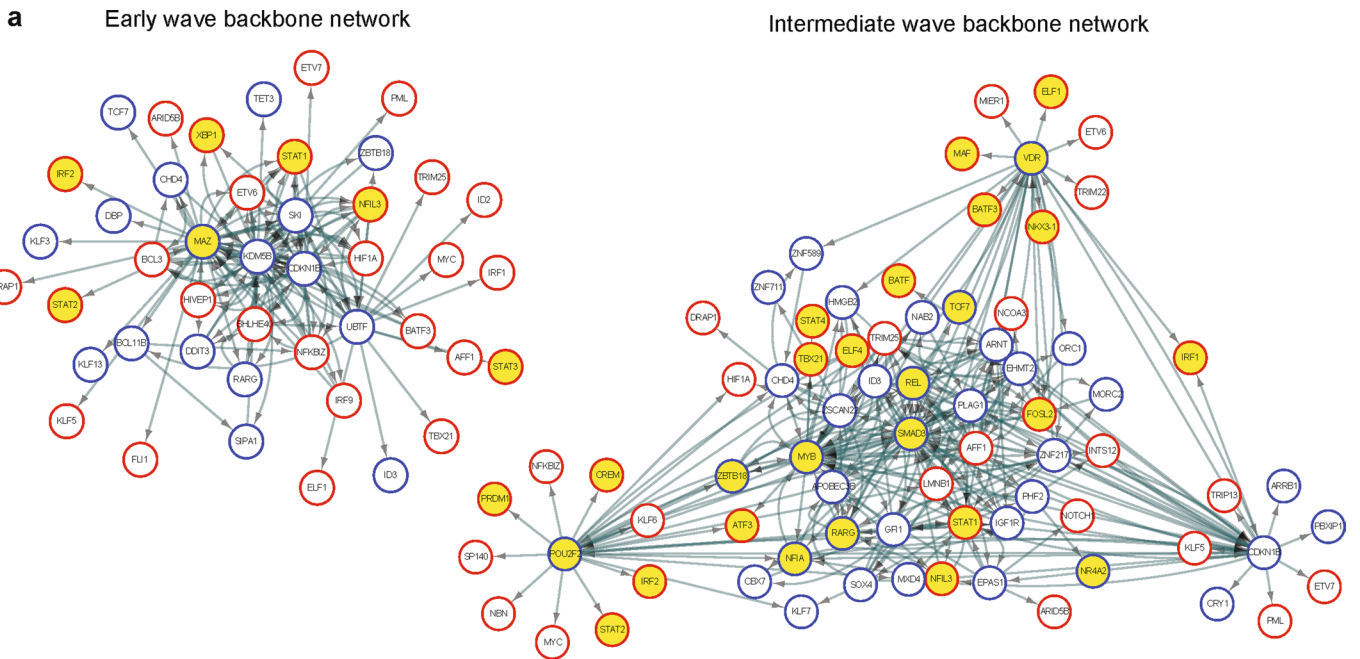 a
Early wave backbone network
Intermediate wave backbone network
ETV7
TET3
PML
TCF7
ARID5B
XBP1
STAT1
ZBTB18
IRF2
CHD4
ETV6
TRIM25
NFIL3
ID2
DBP
SKI
KLF3
MAZ
BCL3
KDM5B
CDKN1B
HIF1A
MYC
IRF1
RAP1
STAT2
HIVEP1
BHLHE40
UBTF
BATF3
BCL11B
DDIT3
NFKBIZ
AFF1
STAT3
KLF13
RARG
IRF9
KLF5
SIPA1
TBX21
FLI1
ELF1
ID3
MIER1
ELF1
ETV6
MAF
VDR
TRIM22
BATF3
NKX3-1
ZNF589
ZNF711
HMGB2
BATF
TCF7
NAB2
NCOA3
DRAP1
STAT4
TRIM25
ARNT
ORC1
TBX21
ELF4
EHMT2
IRF1
HIF1A
CHD4
ID3
REL
MORC2
ZSCAN22
PLAG1
FOSL2
SMAD3
AFF1
ZNF217
INTS12
MYB
NFKBIZ
CREM
ZBTB18
APOBEC3B
LMNB1
PHF2
PRDM1
TRIP13
ARRB1
KLF6
ATF3
RARG
GFI1
STAT1
IGF1R
NOTCH1
PBXIP1
SP140
POU2F2
NFIA
KLF5
CDKN1B
IRF2
CBX7
SOX4
MXD4
NFIL3
EPAS1
NR4A2
ETV7
NBN
KLF7
ARID5B
CRY1
PML
MYC
STAT2